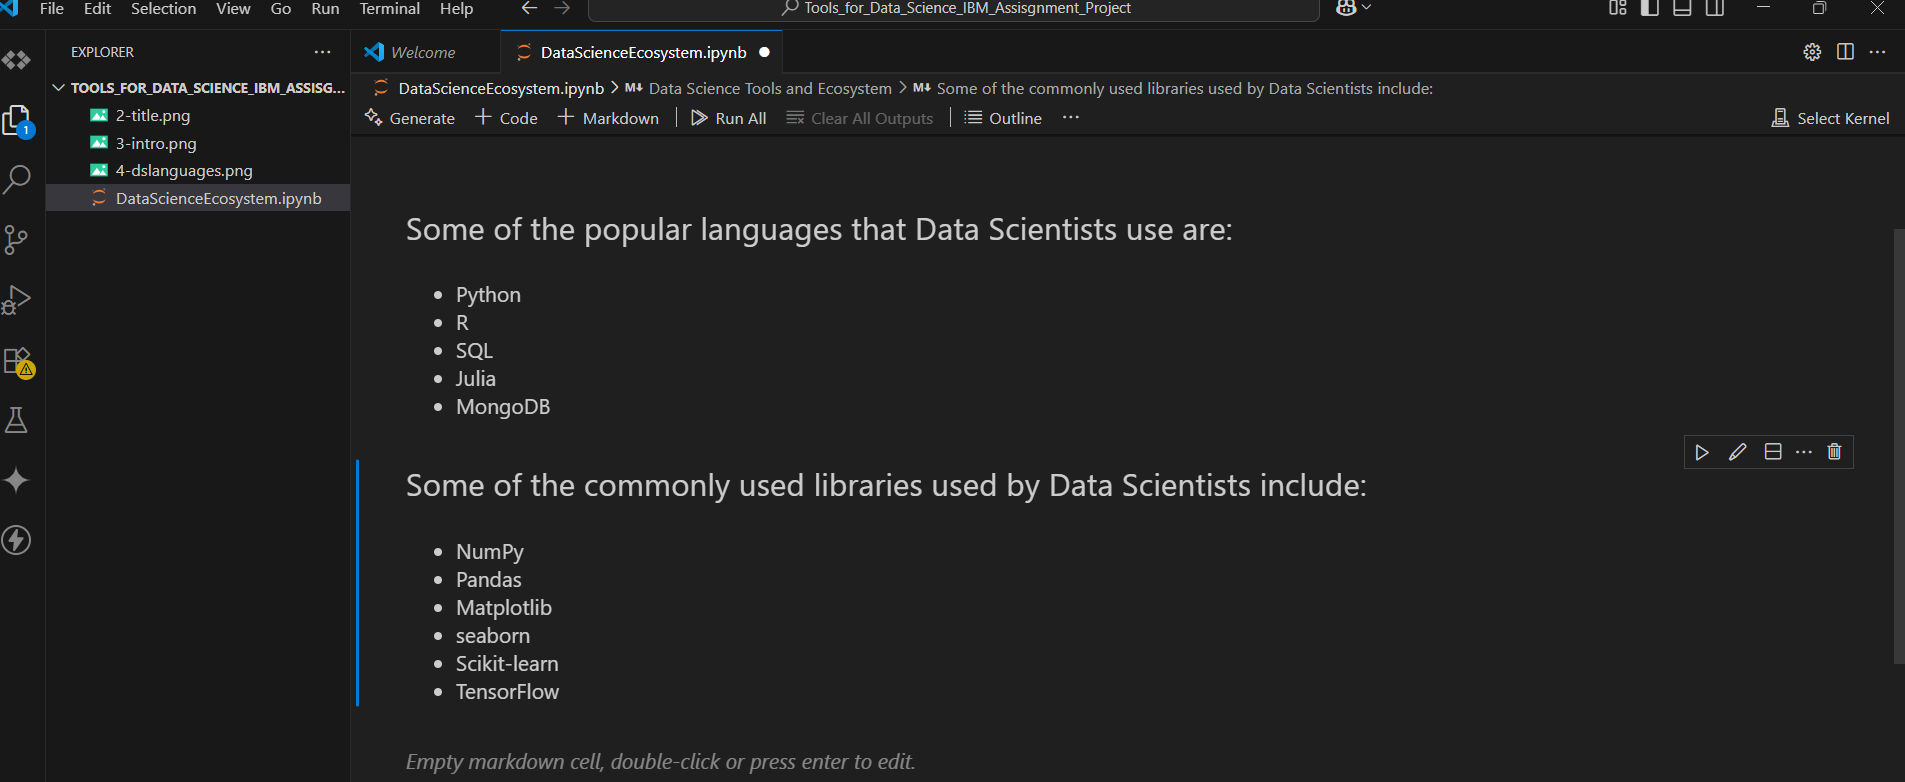 File Edit Selection View Go Run Terminal Help Tools_for_Data_Science_IBM_Assisgnment_Project
EXPLORER
TOOLS_FOR_DATA_SCIENCE_IBM_ASSISG...
2-title.png
3-intro.png
4-dslanguages.png
DataScienceEcosystem.ipynb
1
Welcome DataScienceEcosystem.ipynb
DataScienceEcosystem.ipynb > M↓ Data Science Tools and Ecosystem > M↓ Some of the commonly used libraries used by Data Scientists include:
Generate + Code + Markdown | Run All Clear All Outputs | Outline ... Select Kernel
Some of the popular languages that Data Scientists use are:
• Python
• R
• SQL
• Julia
• MongoDB
Some of the commonly used libraries used by Data Scientists include:
• NumPy
• Pandas
• Matplotlib
• seaborn
• Scikit-learn
• TensorFlow
Empty markdown cell, double-click or press enter to edit.